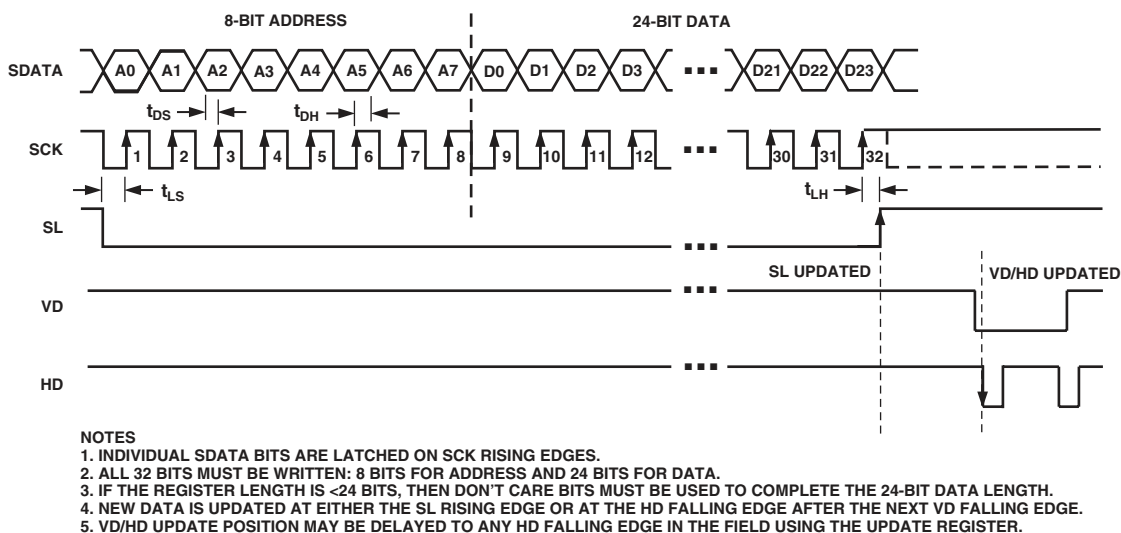 8-BIT ADDRESS 24-BIT DATA
SDATA A0 A1 A2 A3 A4 A5 A6 A7 D0 D1 D2 D3 D21 D22 D23
tDS tDH
SCK 1 2 3 4 5 6 7 8 9 10 11 12 30 31 32
tLS tLH
SL
SL UPDATED VD/HD UPDATED
VD
HD
NOTES
1. INDIVIDUAL SDATA BITS ARE LATCHED ON SCK RISING EDGES.
2. ALL 32 BITS MUST BE WRITTEN: 8 BITS FOR ADDRESS AND 24 BITS FOR DATA.
3. IF THE REGISTER LENGTH IS <24 BITS, THEN DON'T CARE BITS MUST BE USED TO COMPLETE THE 24-BIT DATA LENGTH.
4. NEW DATA IS UPDATED AT EITHER THE SL RISING EDGE OR AT THE HD FALLING EDGE AFTER THE NEXT VD FALLING EDGE.
5. VD/HD UPDATE POSITION MAY BE DELAYED TO ANY HD FALLING EDGE IN THE FIELD USING THE UPDATE REGISTER.